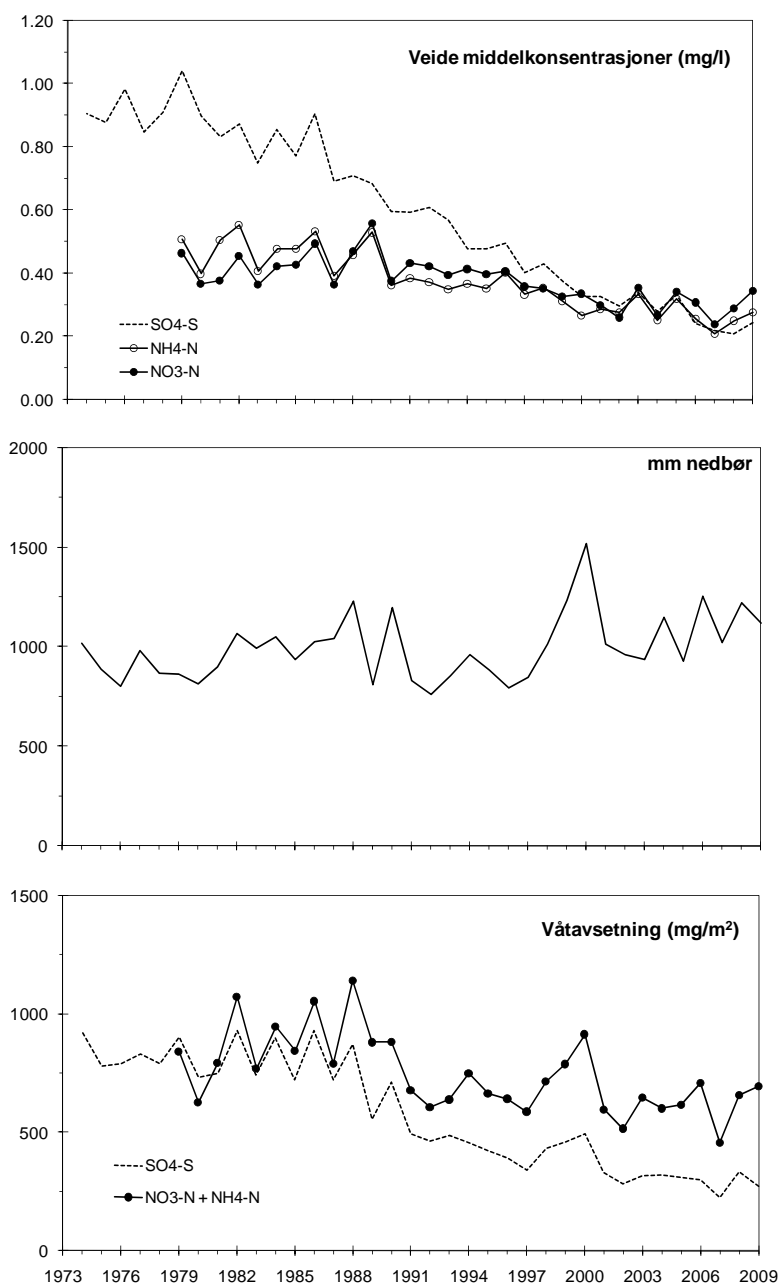 1.20
Veide middelkonsentrasjoner (mg/l)
1.00
0.80
0.60
0.40
0.20
SO4-S
NH4-N
NO3-N
0.00
2000
mm nedbør
1500
1000
500
0
1500
Våtavsetning (mg/m²)
1000
500
SO4-S
NO3-N + NH4-N
0
1973 1976 1979 1982 1985 1988 1991 1994 1997 2000 2003 2006 2009